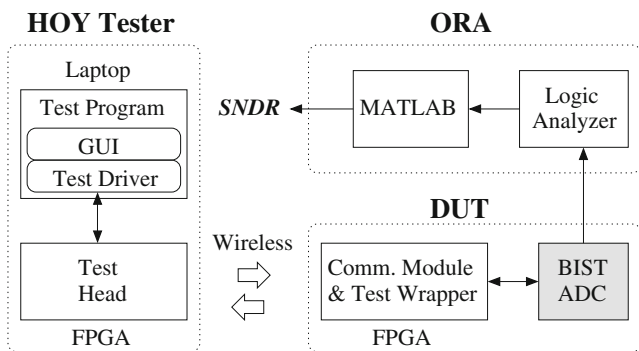 HOY Tester
Laptop
Test Program
GUI
Test Driver
Test
Head
FPGA
Wireless
ORA
SNDR
MATLAB
Logic
Analyzer
DUT
Comm. Module
& Test Wrapper
FPGA
BIST
ADC